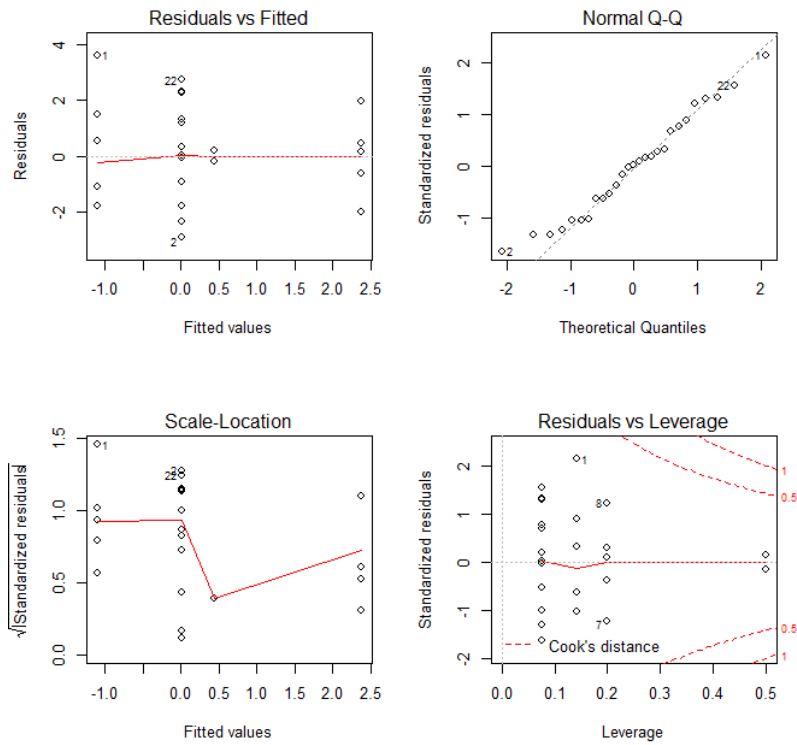 Residuals vs Fitted
Residuals
4
2
0
-2
1
22
2
-1.0 0.0 0.5 1.0 1.5 2.0 2.5
Fitted values
Normal Q-Q
Standardized residuals
2
1
0
-1
1
22
2
-2 -1 0 1 2
Theoretical Quantiles
Scale-Location
√|Standardized residuals|
1.5
1.0
0.5
0.0
1
2
22
-1.0 0.0 0.5 1.0 1.5 2.0 2.5
Fitted values
Residuals vs Leverage
Standardized residuals
2
1
0
-1
-2
1
8
7
1
0.5
0.5
1
Cook's distance
0.0 0.1 0.2 0.3 0.4 0.5
Leverage